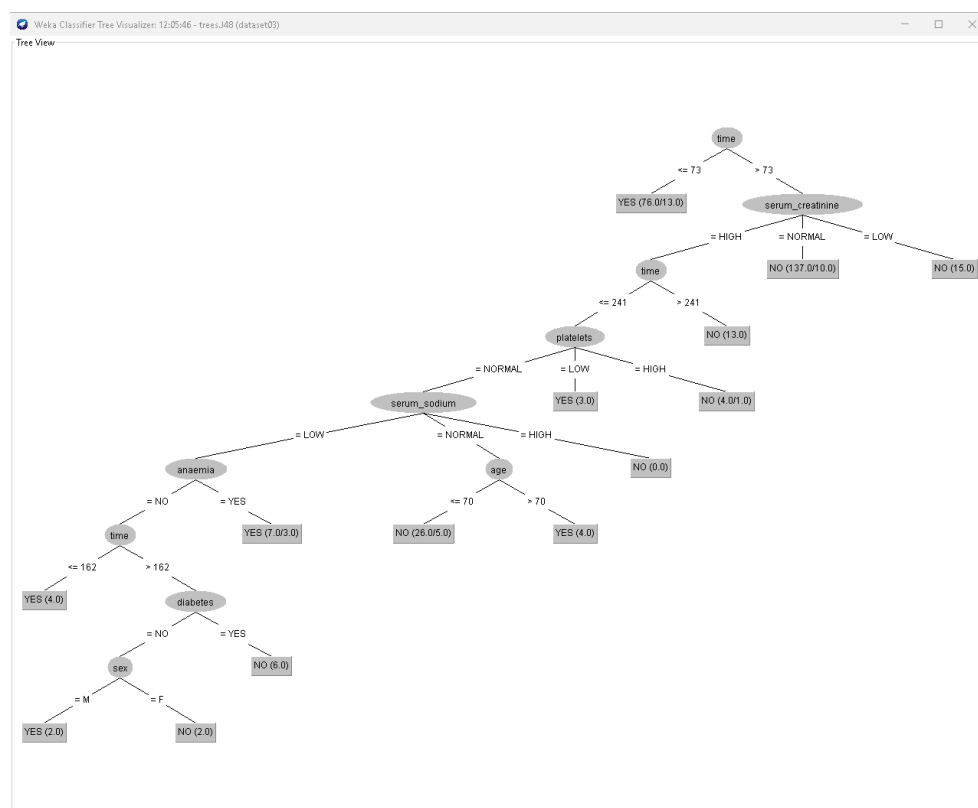 Weka Classifier Tree Visualizer: 12:05:46 - trees.J48 (dataset03)
Tree View
time
<= 73 > 73
YES (76.0/13.0) serum_creatinine
= HIGH = NORMAL = LOW
time NO (137.0/10.0) NO (15.0)
<= 241 > 241
platelets NO (13.0)
= NORMAL = LOW = HIGH
serum_sodium YES (3.0) NO (4.0/1.0)
= LOW = NORMAL = HIGH
anaemia age NO (0.0)
= NO = YES <= 70 > 70
time YES (7.0/3.0) NO (26.0/5.0) YES (4.0)
<= 162 > 162
YES (4.0) diabetes
= NO = YES
sex NO (6.0)
= M = F
YES (2.0) NO (2.0)